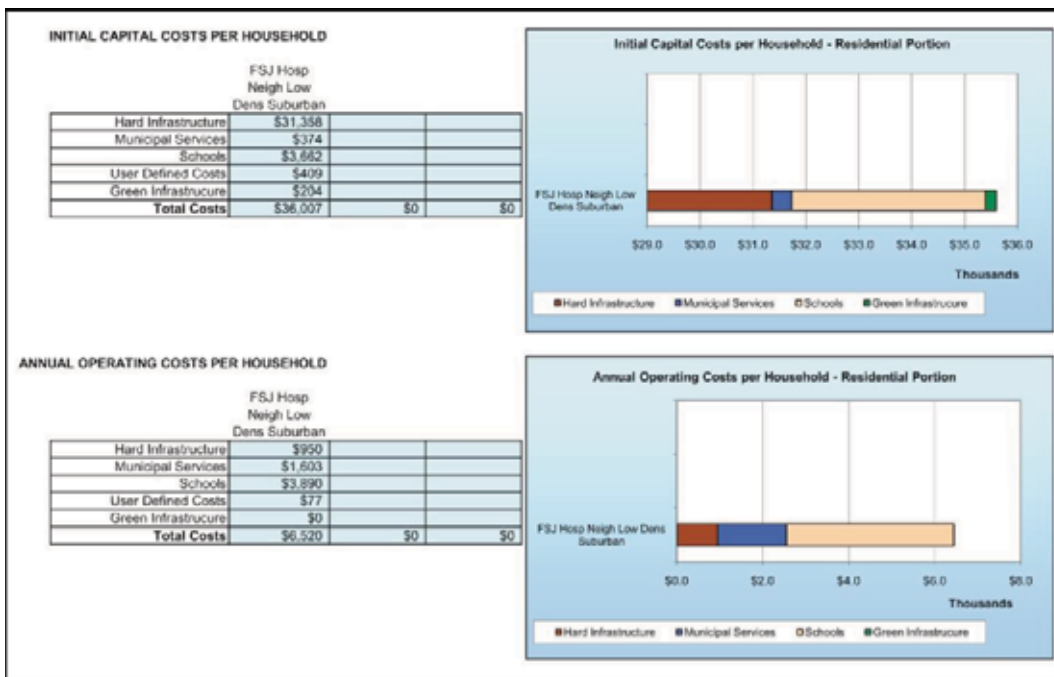 INITIAL CAPITAL COSTS PER HOUSEHOLD
FSJ Hosp
Neigh Low
Dens Suburban
Hard Infrastructure $31,358
Municipal Services $374
Schools $3,662
User Defined Costs $409
Green Infrastrucure $204
Total Costs $36,007 $0 $0
Initial Capital Costs per Household - Residential Portion
FSJ Hosp Neigh Low
Dens Suburban
$29.0 $30.0 $31.0 $32.0 $33.0 $34.0 $35.0 $36.0
Thousands
Hard Infrastructure Municipal Services Schools Green Infrastrucure
ANNUAL OPERATING COSTS PER HOUSEHOLD
FSJ Hosp
Neigh Low
Dens Suburban
Hard Infrastructure $950
Municipal Services $1,603
Schools $3,890
User Defined Costs $77
Green Infrastrucure $0
Total Costs $6,520 $0 $0
Annual Operating Costs per Household - Residential Portion
FSJ Hosp Neigh Low Dens
Suburban
$0.0 $2.0 $4.0 $6.0 $8.0
Thousands
Hard Infrastructure Municipal Services Schools Green Infrastrucure